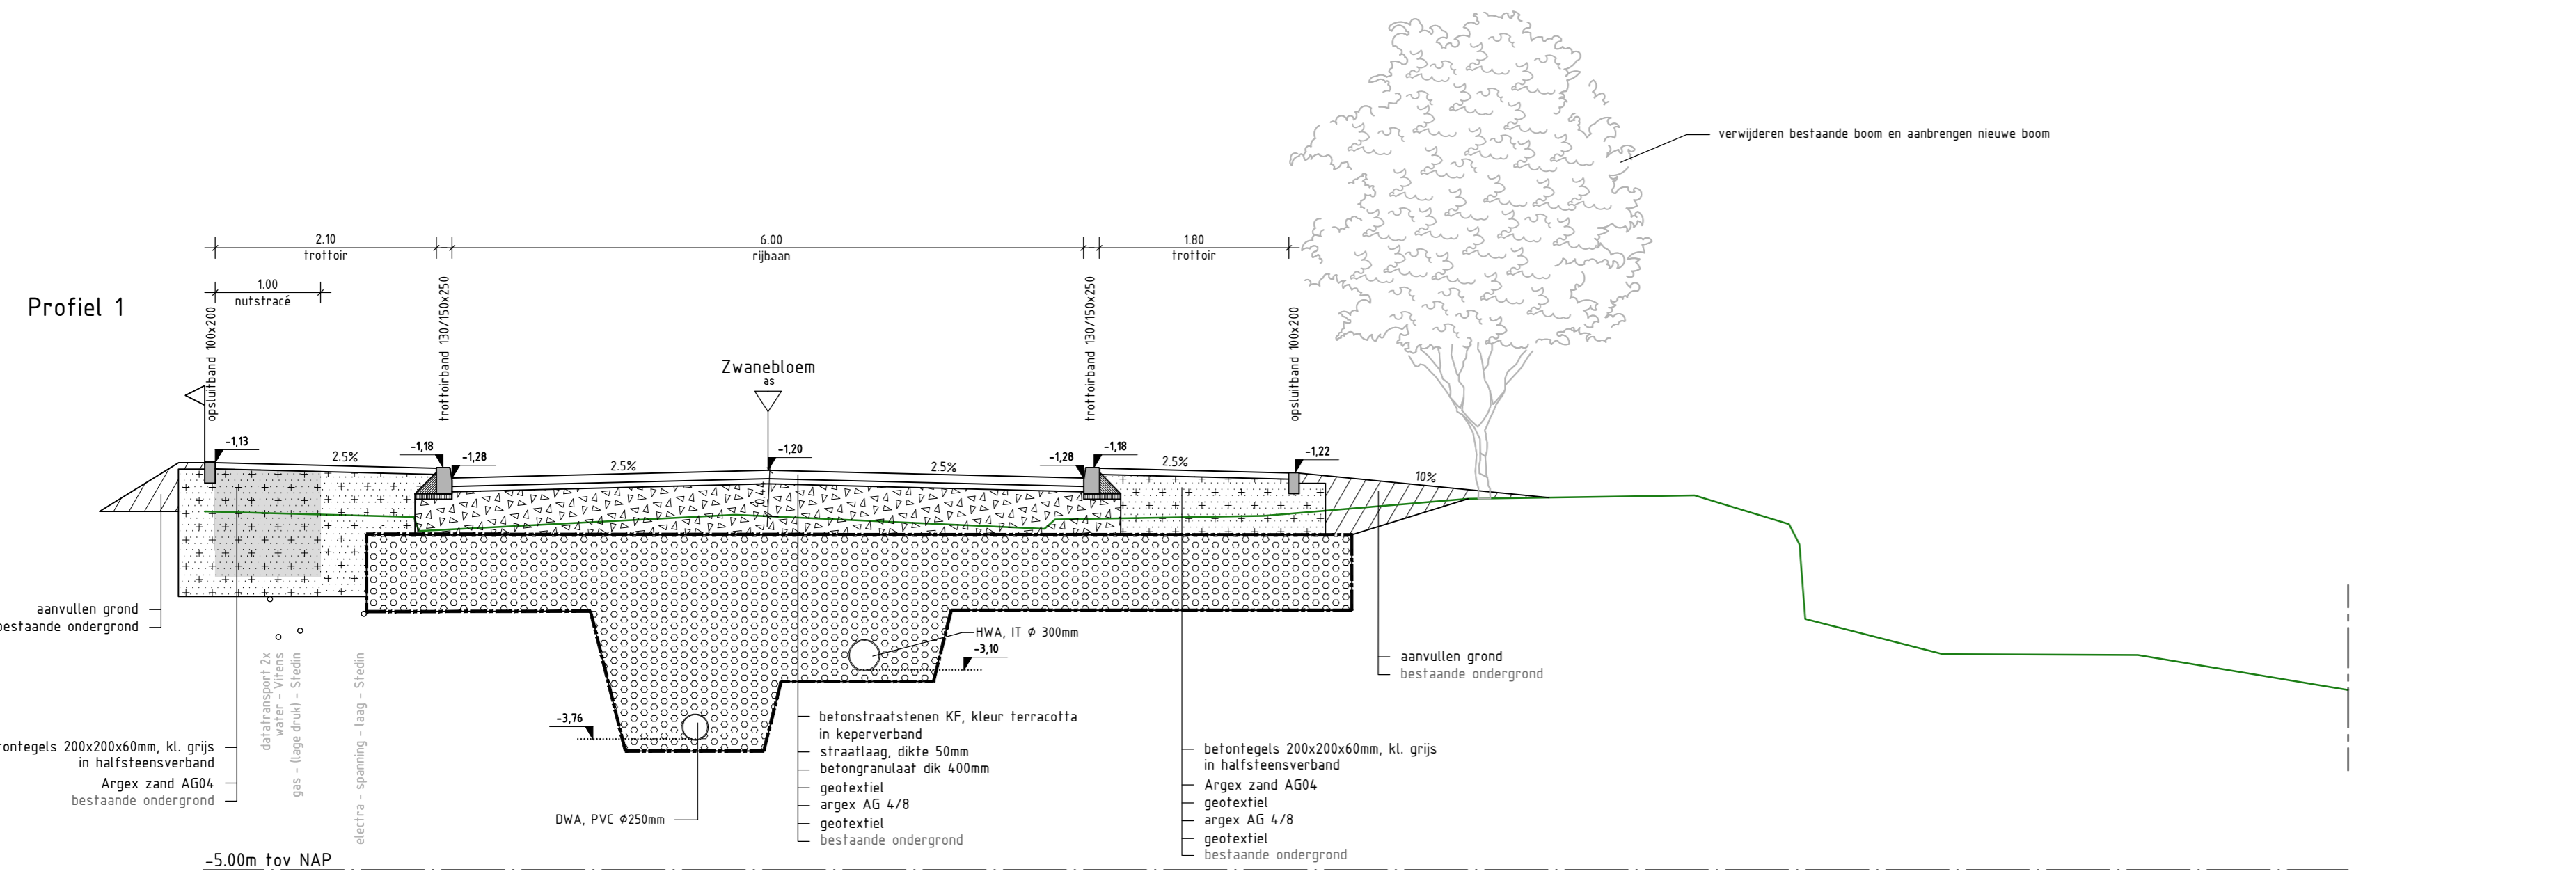 verwijderen bestaande boom en aanbrengen nieuwe boom
2.10
trottoir
6.00
rijbaan
1.80
trottoir
1.00
nutstracé
Profiel 1
opsluitband 100x200
trottoirband 130/150x250
trottoirband 130/150x250
opsluitband 100x200
Zwanebloem
as
-1,13
2.5%
-1,18
-1,28
2.5%
-1,20
2.5%
-1,28
-1,18
2.5%
-1,22
10%
aanvullen grond
bestaande ondergrond
HWA, IT Ø 300mm
-3,10
-3,76
DWA, PVC Ø250mm
datatransport 2x
water - Vitens
gas - (lage druk) - Stedin
electra - spanning - laag - Stedin
aanvullen grond
bestaande ondergrond
tontegels 200x200x60mm, kl. grijs
in halfsteensverband
Argex zand AG04
bestaande ondergrond
betonstraatstenen KF, kleur terracotta
in keperverband
straatlaag, dikte 50mm
betongranulaat dik 400mm
geotextiel
argex AG 4/8
geotextiel
bestaande ondergrond
betontegels 200x200x60mm, kl. grijs
in halfsteensverband
Argex zand AG04
geotextiel
argex AG 4/8
geotextiel
bestaande ondergrond
-5.00m tov NAP